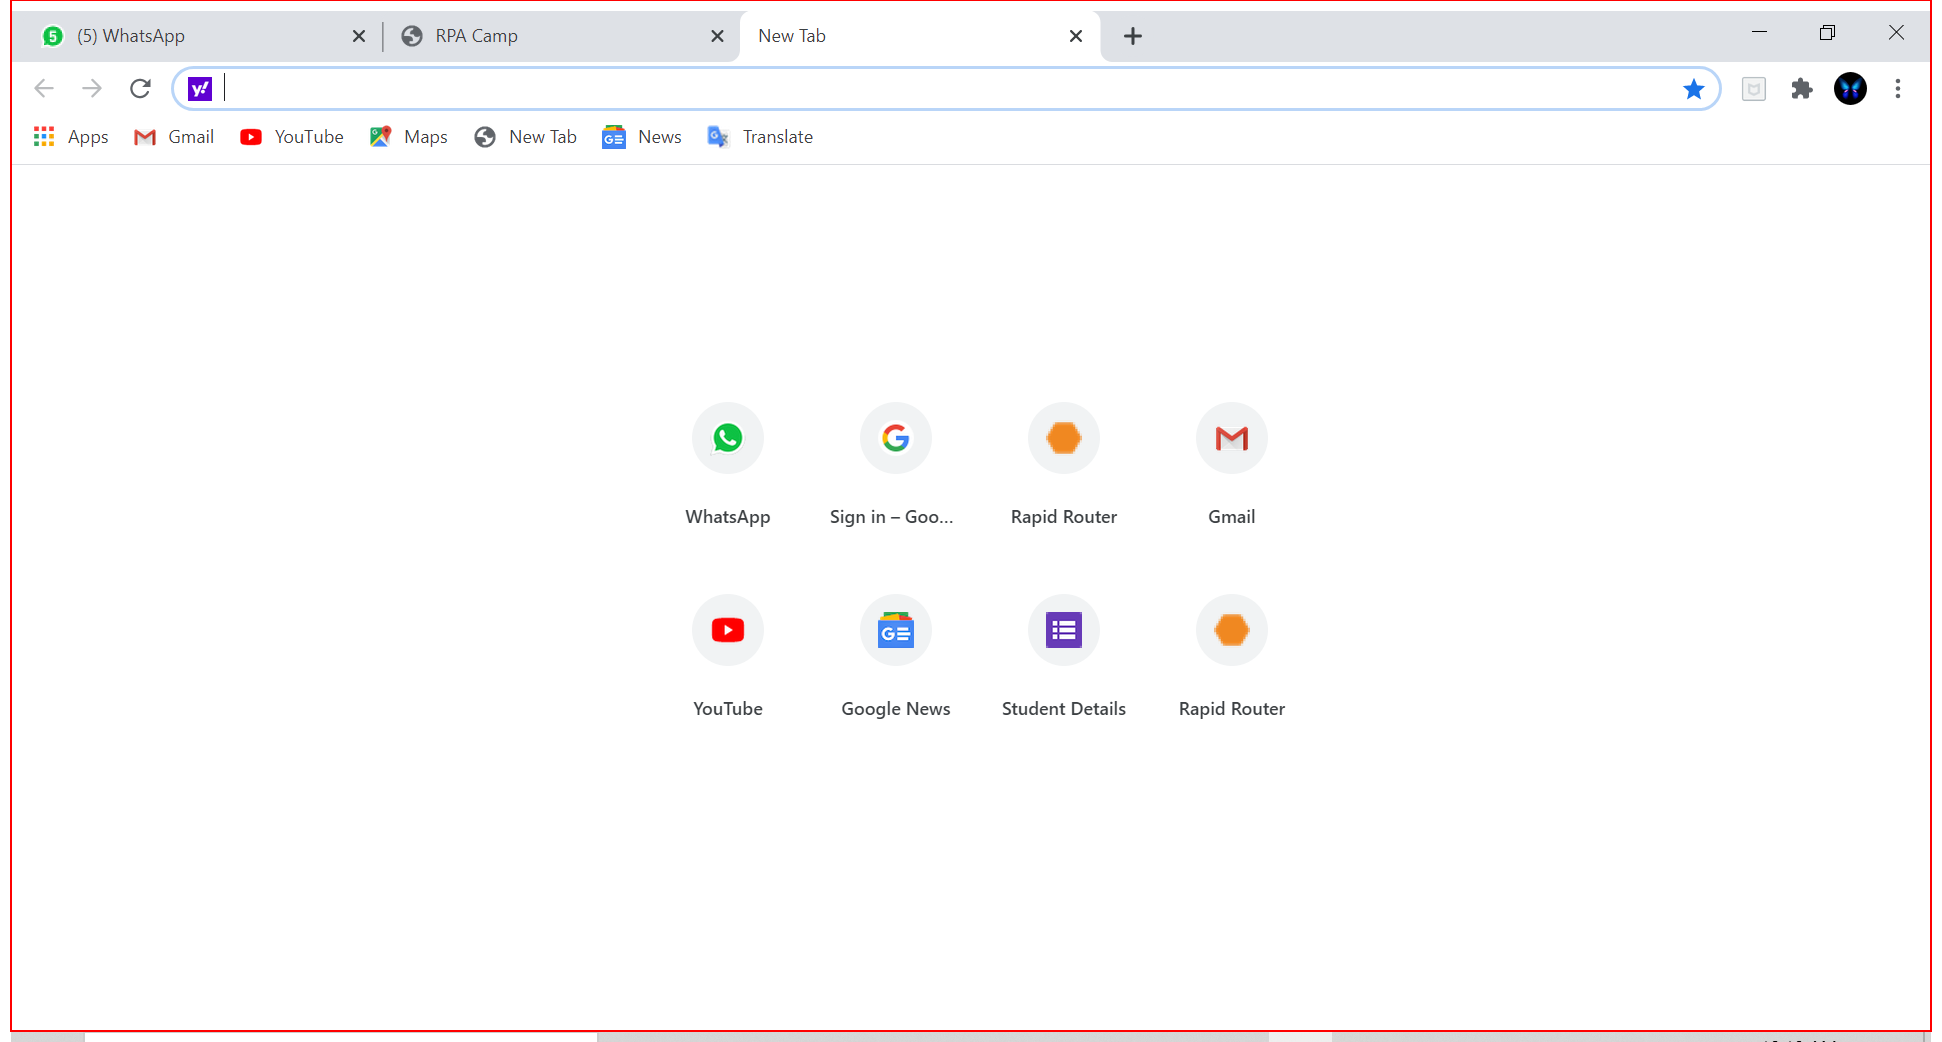 (5) WhatsApp RPA Camp New Tab
Apps Gmail YouTube Maps New Tab News Translate
WhatsApp Sign in – Goo... Rapid Router Gmail
YouTube Google News Student Details Rapid Router